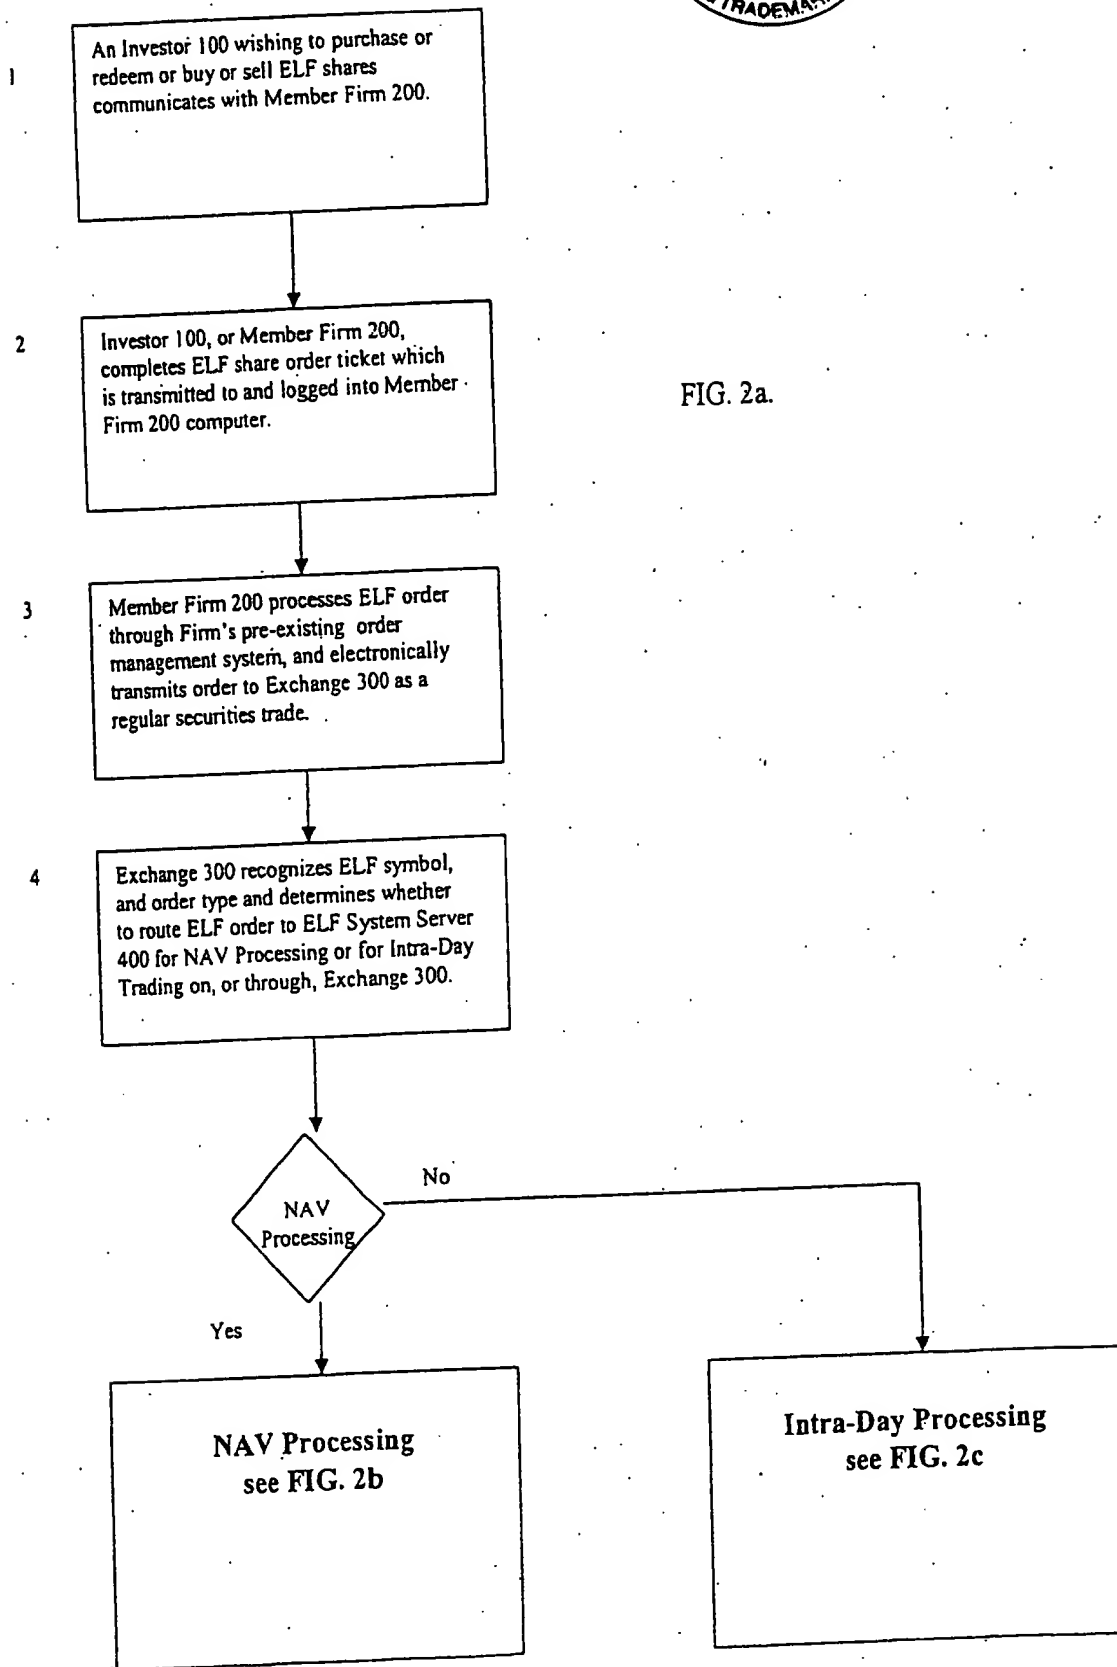 TRADEMAR
1
An Investor 100 wishing to purchase or
redeem or buy or sell ELF shares
communicates with Member Firm 200.
2
Investor 100, or Member Firm 200,
completes ELF share order ticket which
is transmitted to and logged into Member
Firm 200 computer.
FIG. 2a.
3
Member Firm 200 processes ELF order
through Firm's pre-existing order
management system, and electronically
transmits order to Exchange 300 as a
regular securities trade.
4
Exchange 300 recognizes ELF symbol,
and order type and determines whether
to route ELF order to ELF System Server
400 for NAV Processing or for Intra-Day
Trading on, or through, Exchange 300.
NAV
Processing
No
Yes
NAV Processing
see FIG. 2b
Intra-Day Processing
see FIG. 2c